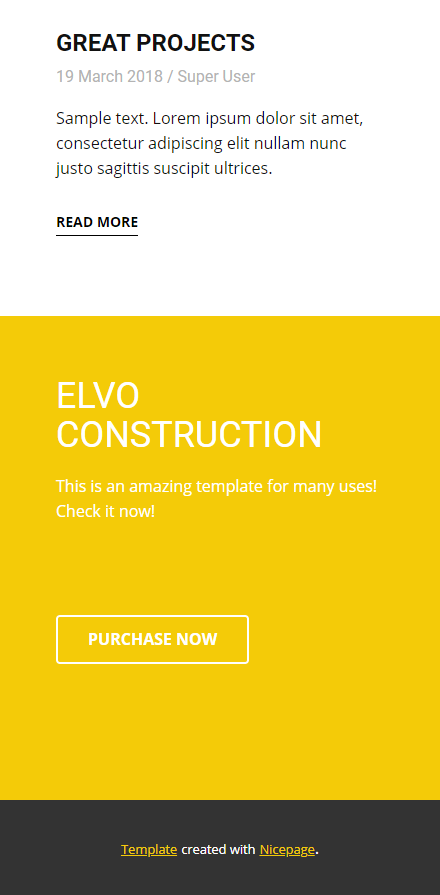 GREAT PROJECTS
19 March 2018 / Super User
Sample text. Lorem ipsum dolor sit amet,
consectetur adipiscing elit nullam nunc
justo sagittis suscipit ultrices.
READ MORE
ELVO
CONSTRUCTION
This is an amazing template for many uses!
Check it now!
PURCHASE NOW
Template created with Nicepage.